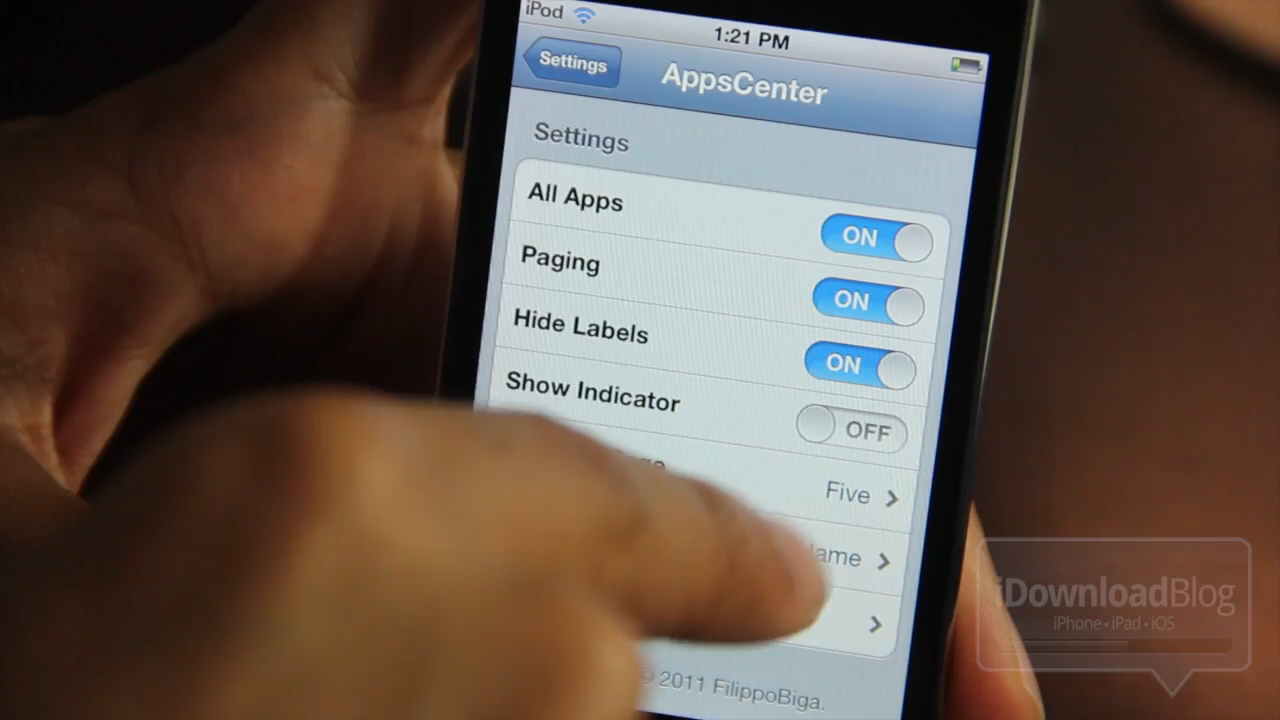 iPod
1:21 PM
Settings
AppsCenter
Settings
All Apps
ON
Paging
ON
Hide Labels
ON
Show Indicator
OFF
Five
© 2011 FilippoBiga.
iDownloadBlog
iPhone • iPad • iOS